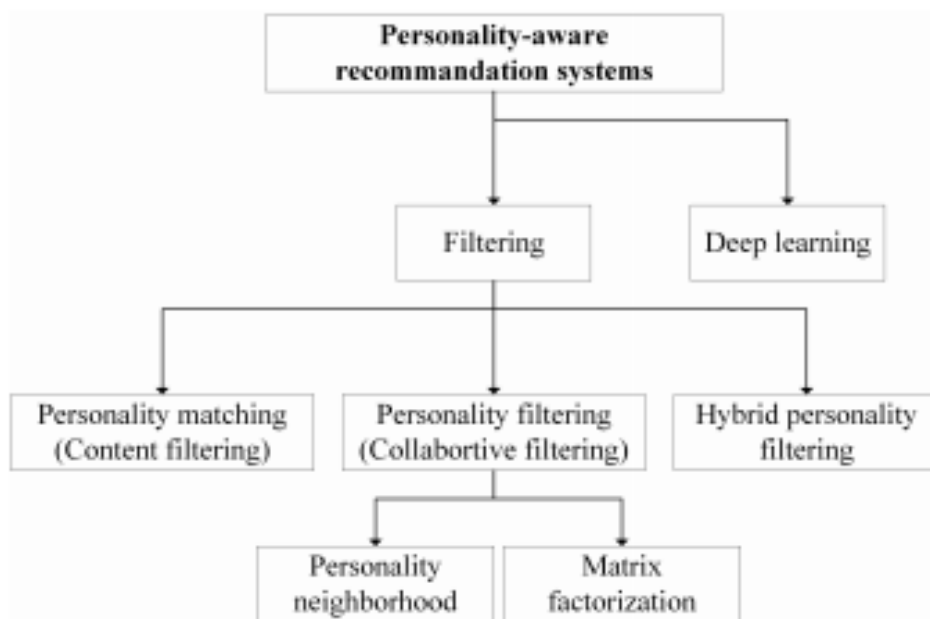 Personality-aware
recommandation systems
Filtering
Deep learning
Personality matching
(Content filtering)
Personality filtering
(Collabortive filtering)
Hybrid personality
filtering
Personality
neighborhood
Matrix
factorization